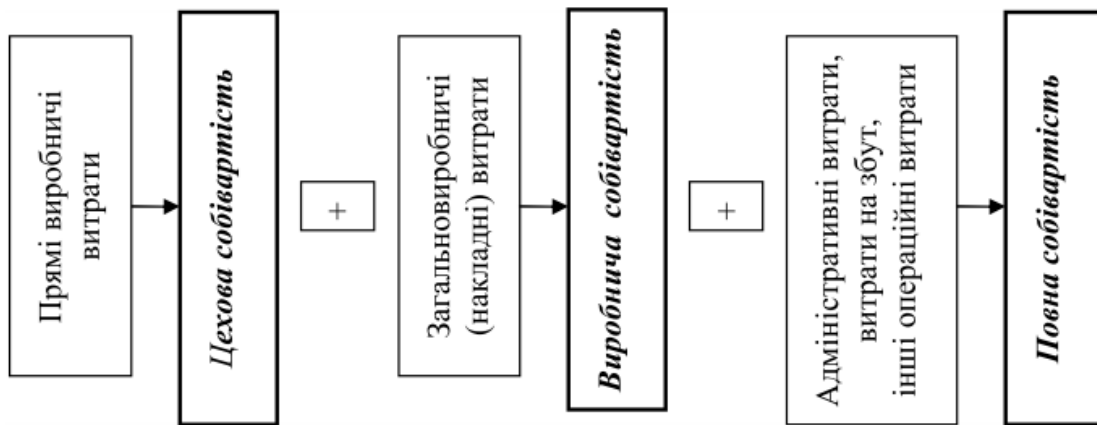 Прямі виробничі
витрати
Цехова собівартість
+
Загальновиробничі
(накладні) витрати
Виробнича собівартість
+
Адміністративні витрати,
витрати на збут,
інші операційні витрати
Повна собівартість